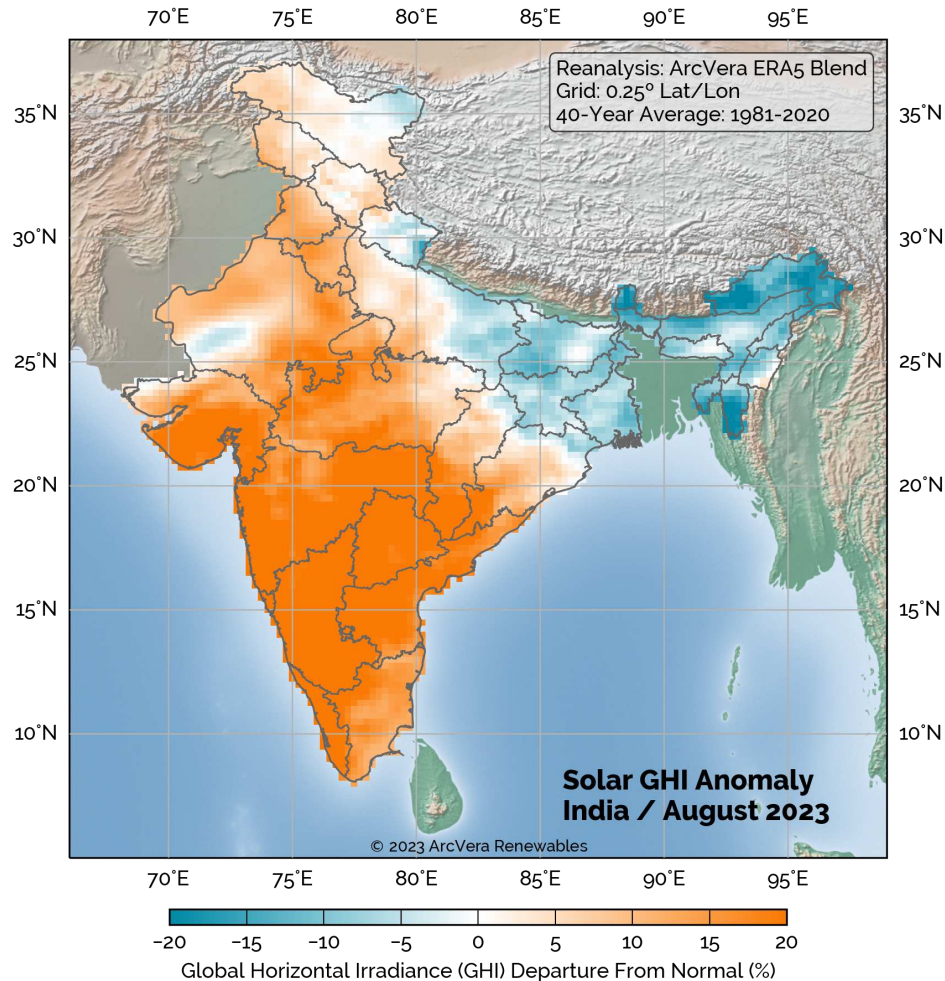 70°E 75°E 80°E 85°E 90°E 95°E
Reanalysis: ArcVera ERA5 Blend
Grid: 0.25º Lat/Lon
40-Year Average: 1981-2020
35°N 35°N
30°N 30°N
25°N 25°N
20°N 20°N
15°N 15°N
10°N 10°N
Solar GHI Anomaly
India / August 2023
© 2023 ArcVera Renewables
70°E 75°E 80°E 85°E 90°E 95°E
−20 −15 −10 −5 0 5 10 15 20
Global Horizontal Irradiance (GHI) Departure From Normal (%)